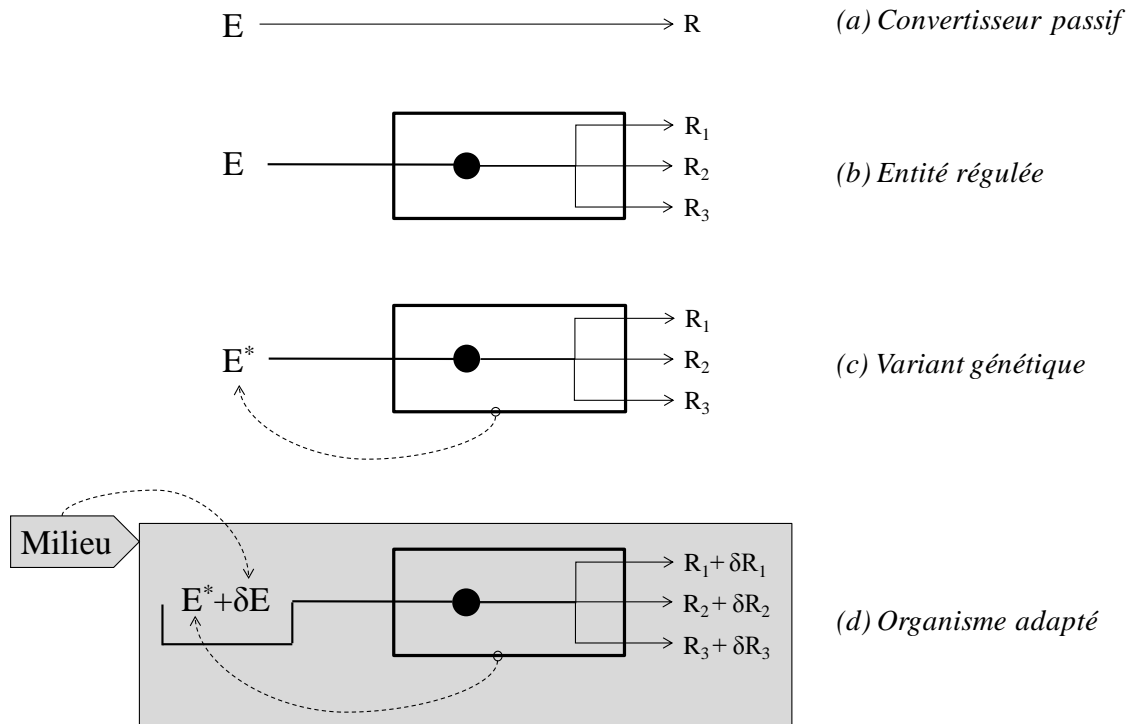 E R (a) Convertisseur passif
R₁
E R₂ (b) Entité régulée
R₃
R₁
E* R₂ (c) Variant génétique
R₃
Milieu
R₁ + δR₁
E*+δE R₂ + δR₂ (d) Organisme adapté
R₃ + δR₃